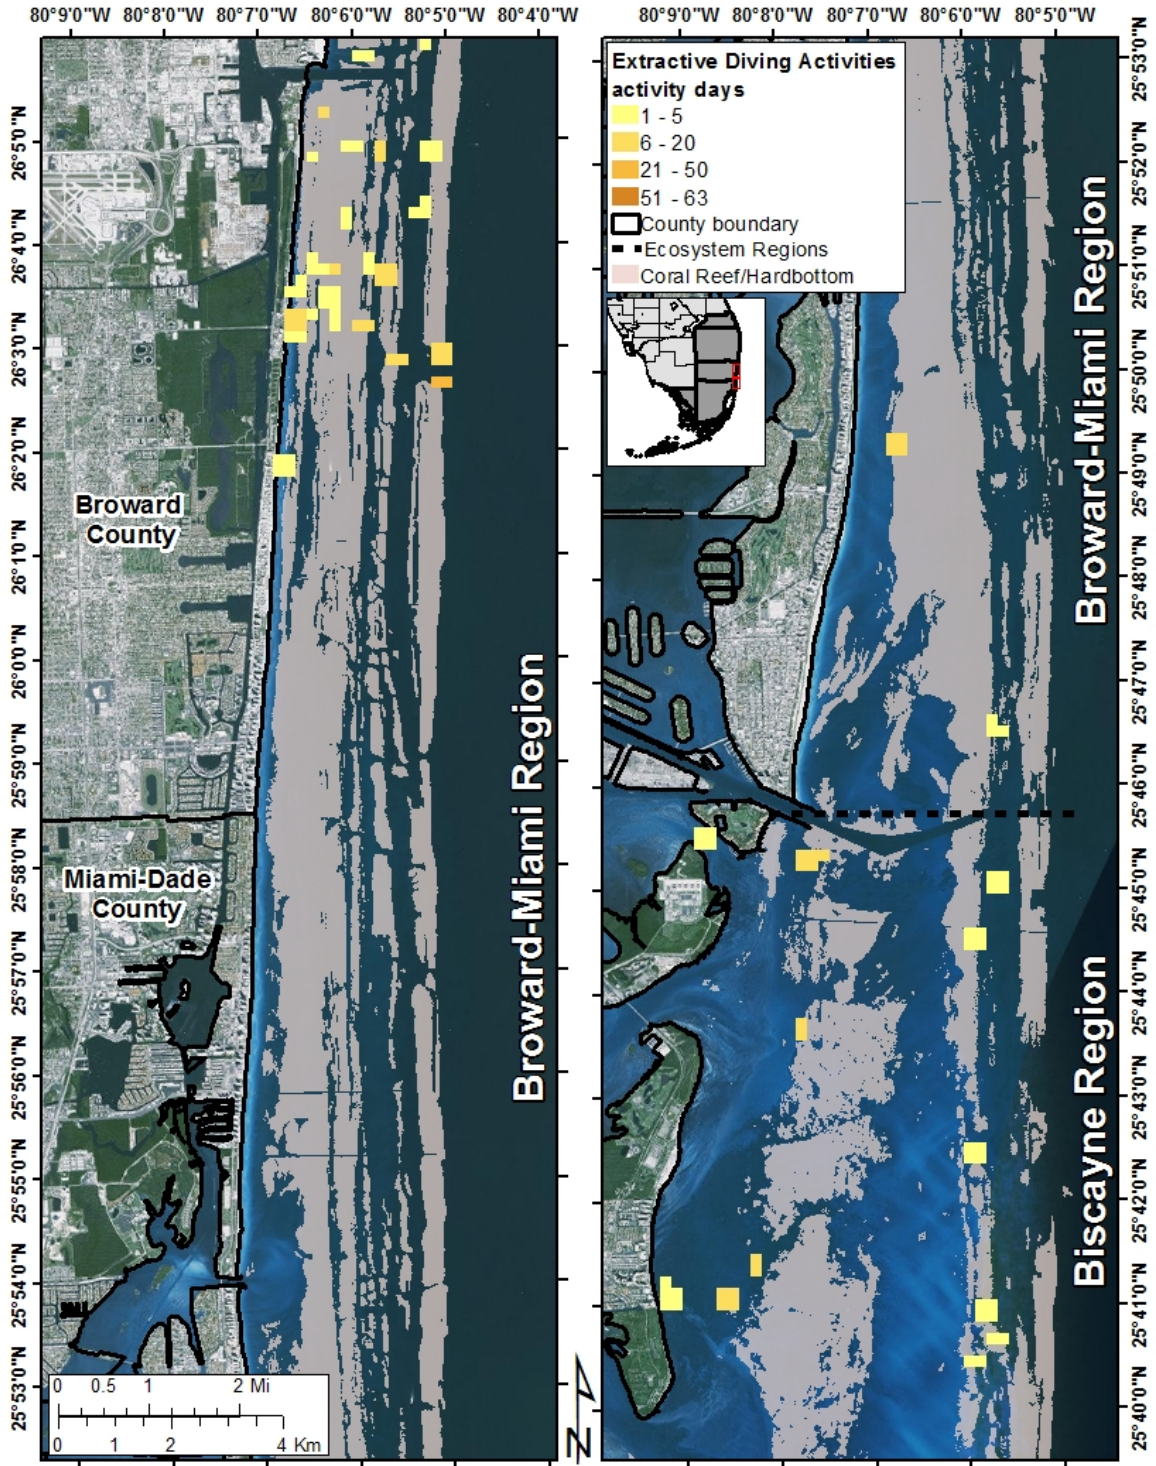 80°9'0"W 80°8'0"W 80°7'0"W 80°6'0"W 80°5'0"W 80°4'0"W
80°9'0"W 80°8'0"W 80°7'0"W 80°6'0"W 80°5'0"W
Extractive Diving Activities
activity days
1 - 5
6 - 20
21 - 50
51 - 63
County boundary
Ecosystem Regions
Coral Reef/Hardbottom
26°5'0"N
26°4'0"N
26°3'0"N
26°2'0"N
26°1'0"N
26°0'0"N
25°59'0"N
25°58'0"N
25°57'0"N
25°56'0"N
25°55'0"N
25°54'0"N
25°53'0"N
Broward
County
Miami-Dade
County
Broward-Miami Region
0 0.5 1 2 Mi
0 1 2 4 Km
N
Broward-Miami Region
Biscayne Region
25°53'0"N
25°52'0"N
25°51'0"N
25°50'0"N
25°49'0"N
25°48'0"N
25°47'0"N
25°46'0"N
25°45'0"N
25°44'0"N
25°43'0"N
25°42'0"N
25°41'0"N
25°40'0"N